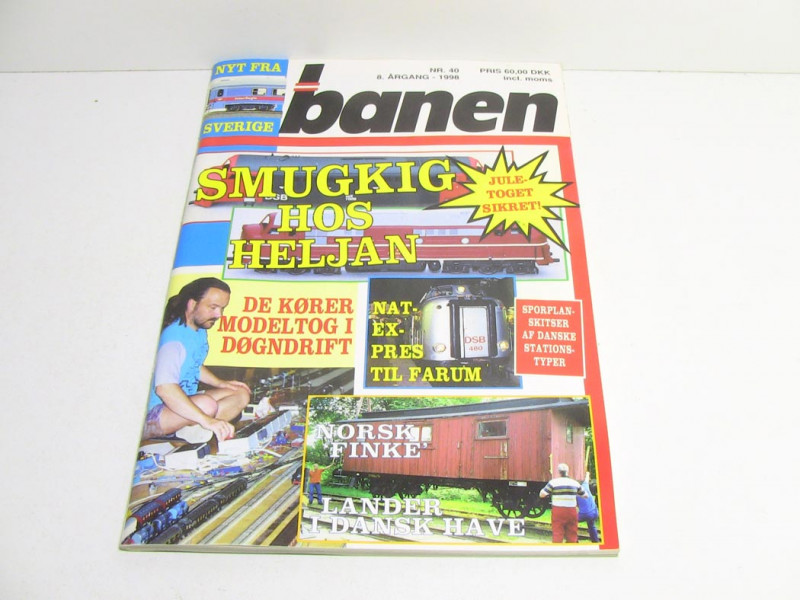 NYT FRA
SVERIGE
NR. 40
8. ÅRGANG - 1998
PRIS 60,00 DKK
incl. moms
banen
SMUGKIG
HOS
HELJAN
JULE-
TOGET
SIKRET!
DSB
DE KØRER
MODELTOG I
DØGNDRIFT
NAT-
EX-
PRES
TIL FARUM
DSB
480
SPORPLAN-
SKITSER
AF DANSKE
STATIONS-
TYPER
NORSK
'FINKE'
LANDER
I DANSK HAVE